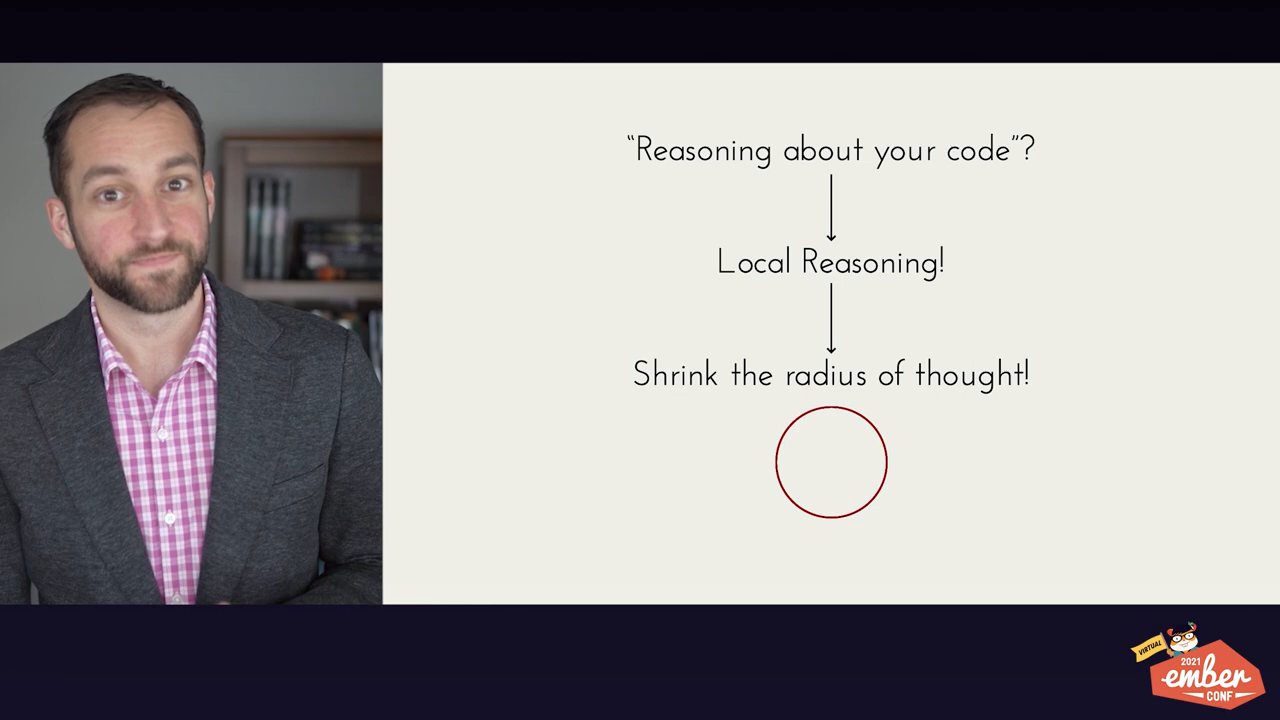 “Reasoning about your code”?
Local Reasoning!
Shrink the radius of thought!
VIRTUAL
2021
ember
CONF